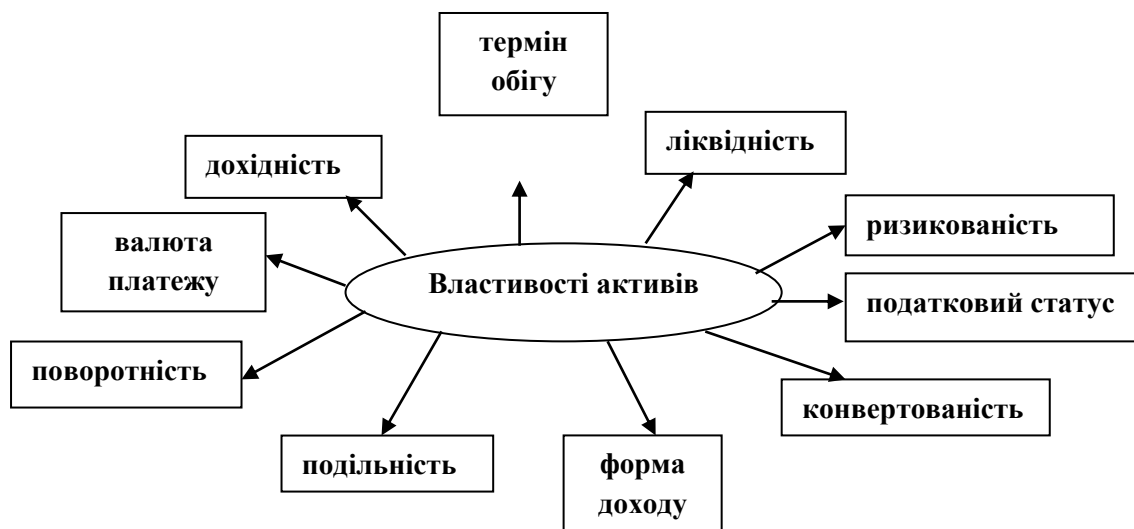 термін
обігу
ліквідність
дохідність
ризикованість
валюта
платежу
Властивості активів
податковий статус
поворотність
конвертованість
подільність
форма
доходу